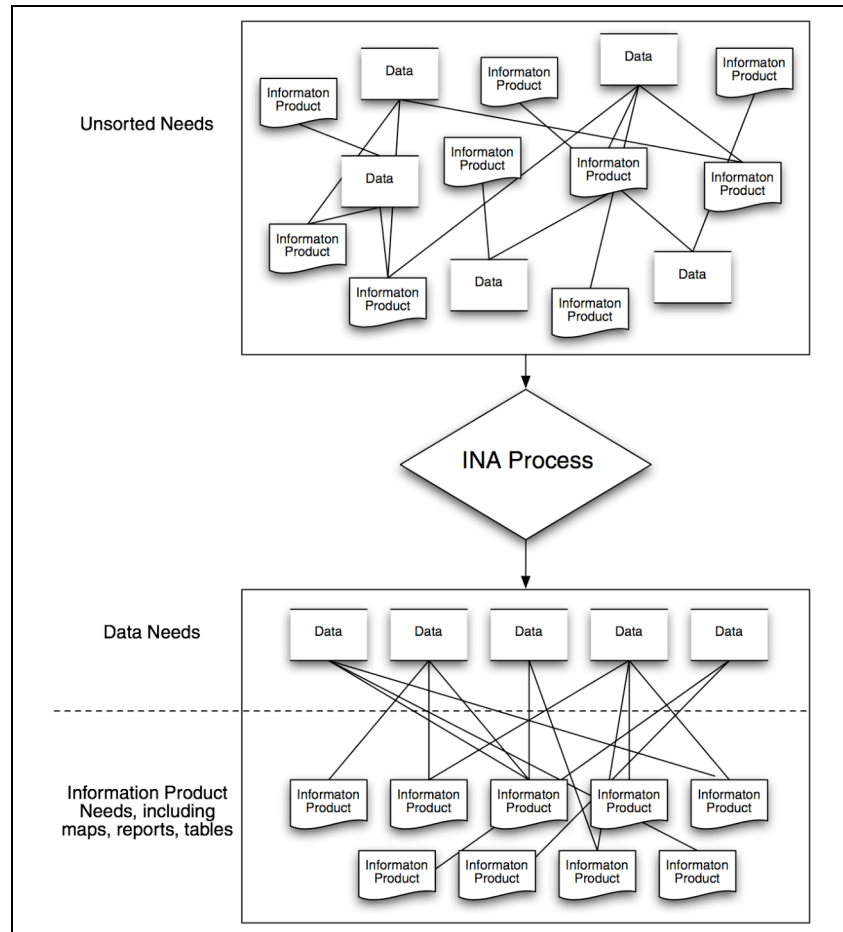 Data
Data
Informaton
Product
Informaton
Product
Informaton
Product
Unsorted Needs
Informaton
Product
Informaton
Product
Data
Informaton
Product
Informaton
Product
Data
Data
Informaton
Product
Informaton
Product
INA Process
Data Needs
Data
Data
Data
Data
Data
Information Product
Needs, including
maps, reports, tables
Informaton
Product
Informaton
Product
Informaton
Product
Informaton
Product
Informaton
Product
Informaton
Product
Informaton
Product
Informaton
Product
Informaton
Product